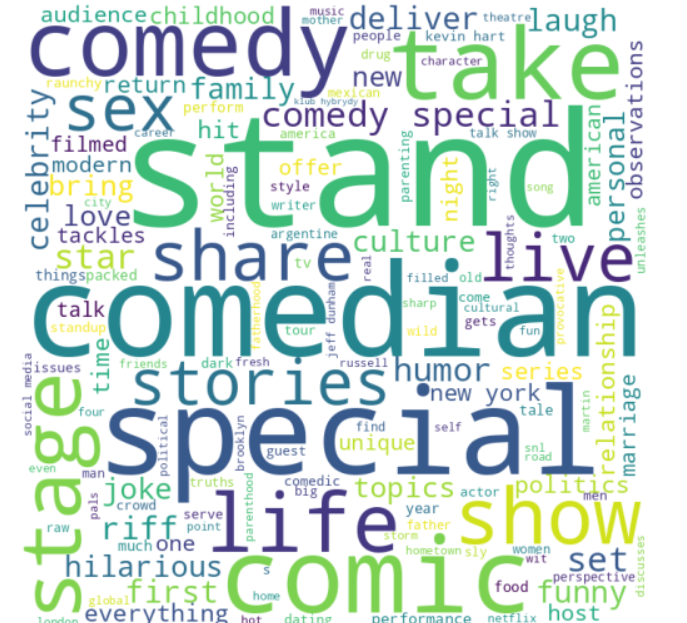 audience childhood music mother deliver theatre laugh
comedy people kevin hart
drug take
raunchy return family new character
klub hybrydy mexican
sex perform comedy special
career hit america talk show
filmed stand
modern world offer night american personal observations
celebrity bring including style parenting right song
city writer
love argentine thoughts two unleashes
tackles share culture live
star tv real
things packed comedian filled old come
talk sharp cultural provocative
standup fatherhood tour jeff dunham wild gets fun
issues time friends dark fresh russell humor series relationship
social media stories new york marriage
four special tale martin
stage political brooklyn guest find self snl
unique road
even man truths comedic topics actor politics
pals joke big men
raw crowd serve parenthood life year show
riff point father
much one storm women
hilarious s hometown sly wit set
first home comic food perspective discusses
global funny
everything hot dating performance netflix host
london